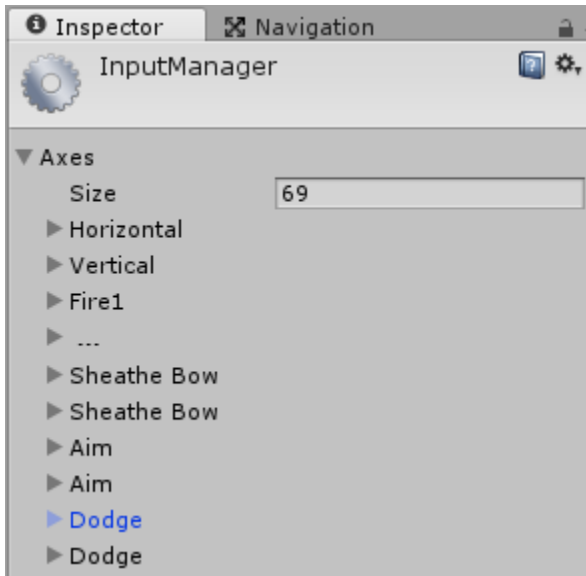 Inspector Navigation
InputManager
Axes
Size 69
Horizontal
Vertical
Fire1
...
Sheathe Bow
Sheathe Bow
Aim
Aim
Dodge
Dodge